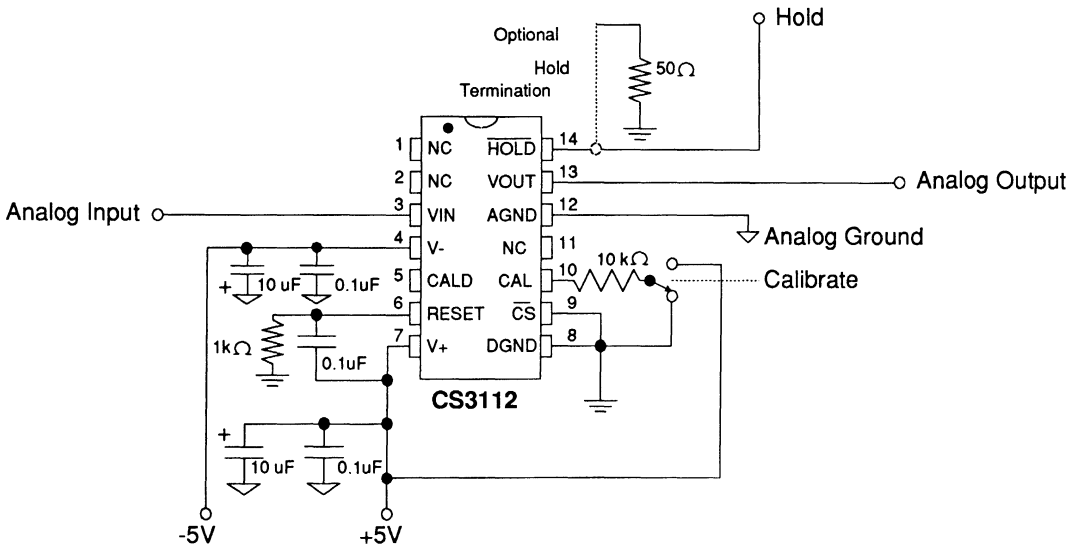 Hold
Optional
Hold
Termination
50Ω
1 NC HOLD 14
2 NC VOUT 13 Analog Output
Analog Input 3 VIN AGND 12
Analog Ground
4 V- NC 11
+ 10 uF 0.1uF
5 CALD CAL 10 10 kΩ
Calibrate
6 RESET CS 9
1kΩ 0.1uF
7 V+ DGND 8
CS3112
+ 10 uF 0.1uF
-5V +5V